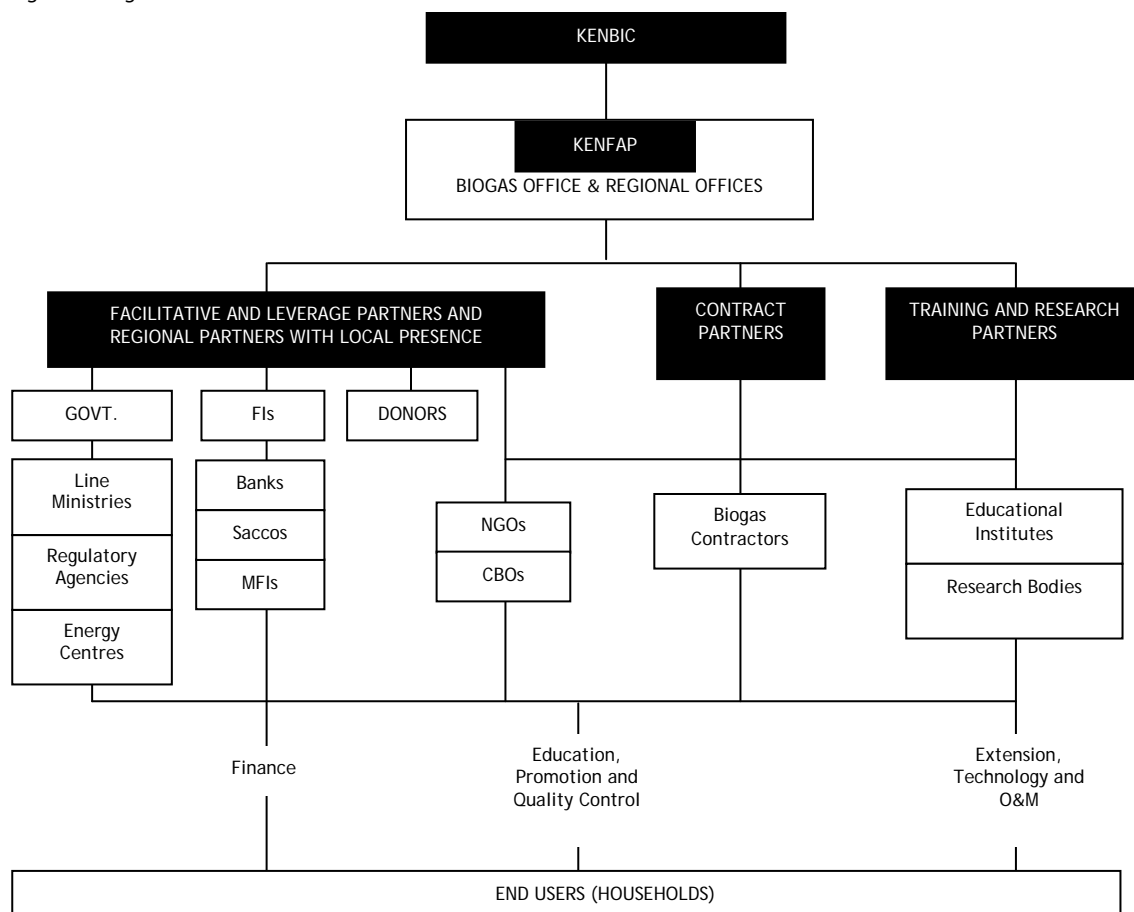 KENBIC
KENFAP
BIOGAS OFFICE & REGIONAL OFFICES
FACILITATIVE AND LEVERAGE PARTNERS AND
REGIONAL PARTNERS WITH LOCAL PRESENCE
CONTRACT
PARTNERS
TRAINING AND RESEARCH
PARTNERS
GOVT.
FIs
DONORS
Line
Ministries
Regulatory
Agencies
Energy
Centres
Banks
Saccos
MFIs
NGOs
CBOs
Biogas
Contractors
Educational
Institutes
Research Bodies
Finance
Education,
Promotion and
Quality Control
Extension,
Technology and
O&M
END USERS (HOUSEHOLDS)